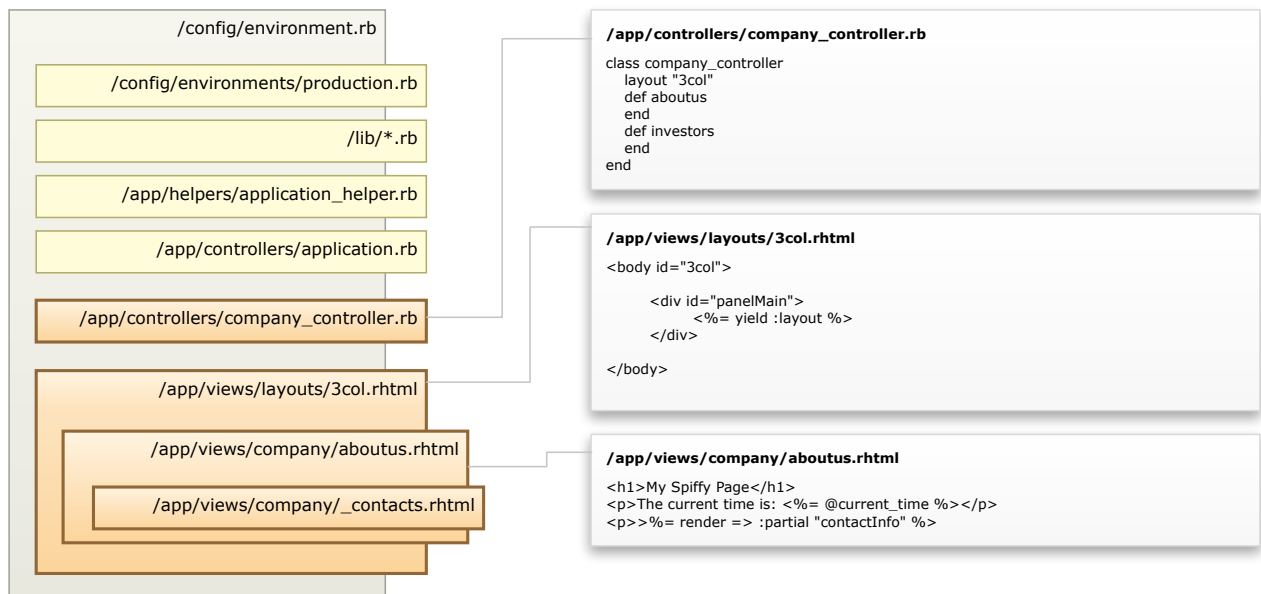 /config/environment.rb
/config/environments/production.rb
/lib/*.rb
/app/helpers/application_helper.rb
/app/controllers/application.rb
/app/controllers/company_controller.rb
/app/views/layouts/3col.rhtml
/app/views/company/aboutus.rhtml
/app/views/company/_contacts.rhtml
/app/controllers/company_controller.rb
class company_controller
layout "3col"
def aboutus
end
def investors
end
end
/app/views/layouts/3col.rhtml
<body id="3col">
<div id="panelMain">
<%= yield :layout %>
</div>
</body>
/app/views/company/aboutus.rhtml
<h1>My Spiffy Page</h1>
<p>The current time is: <%= @current_time %></p>
<p>>%= render => :partial "contactInfo" %>